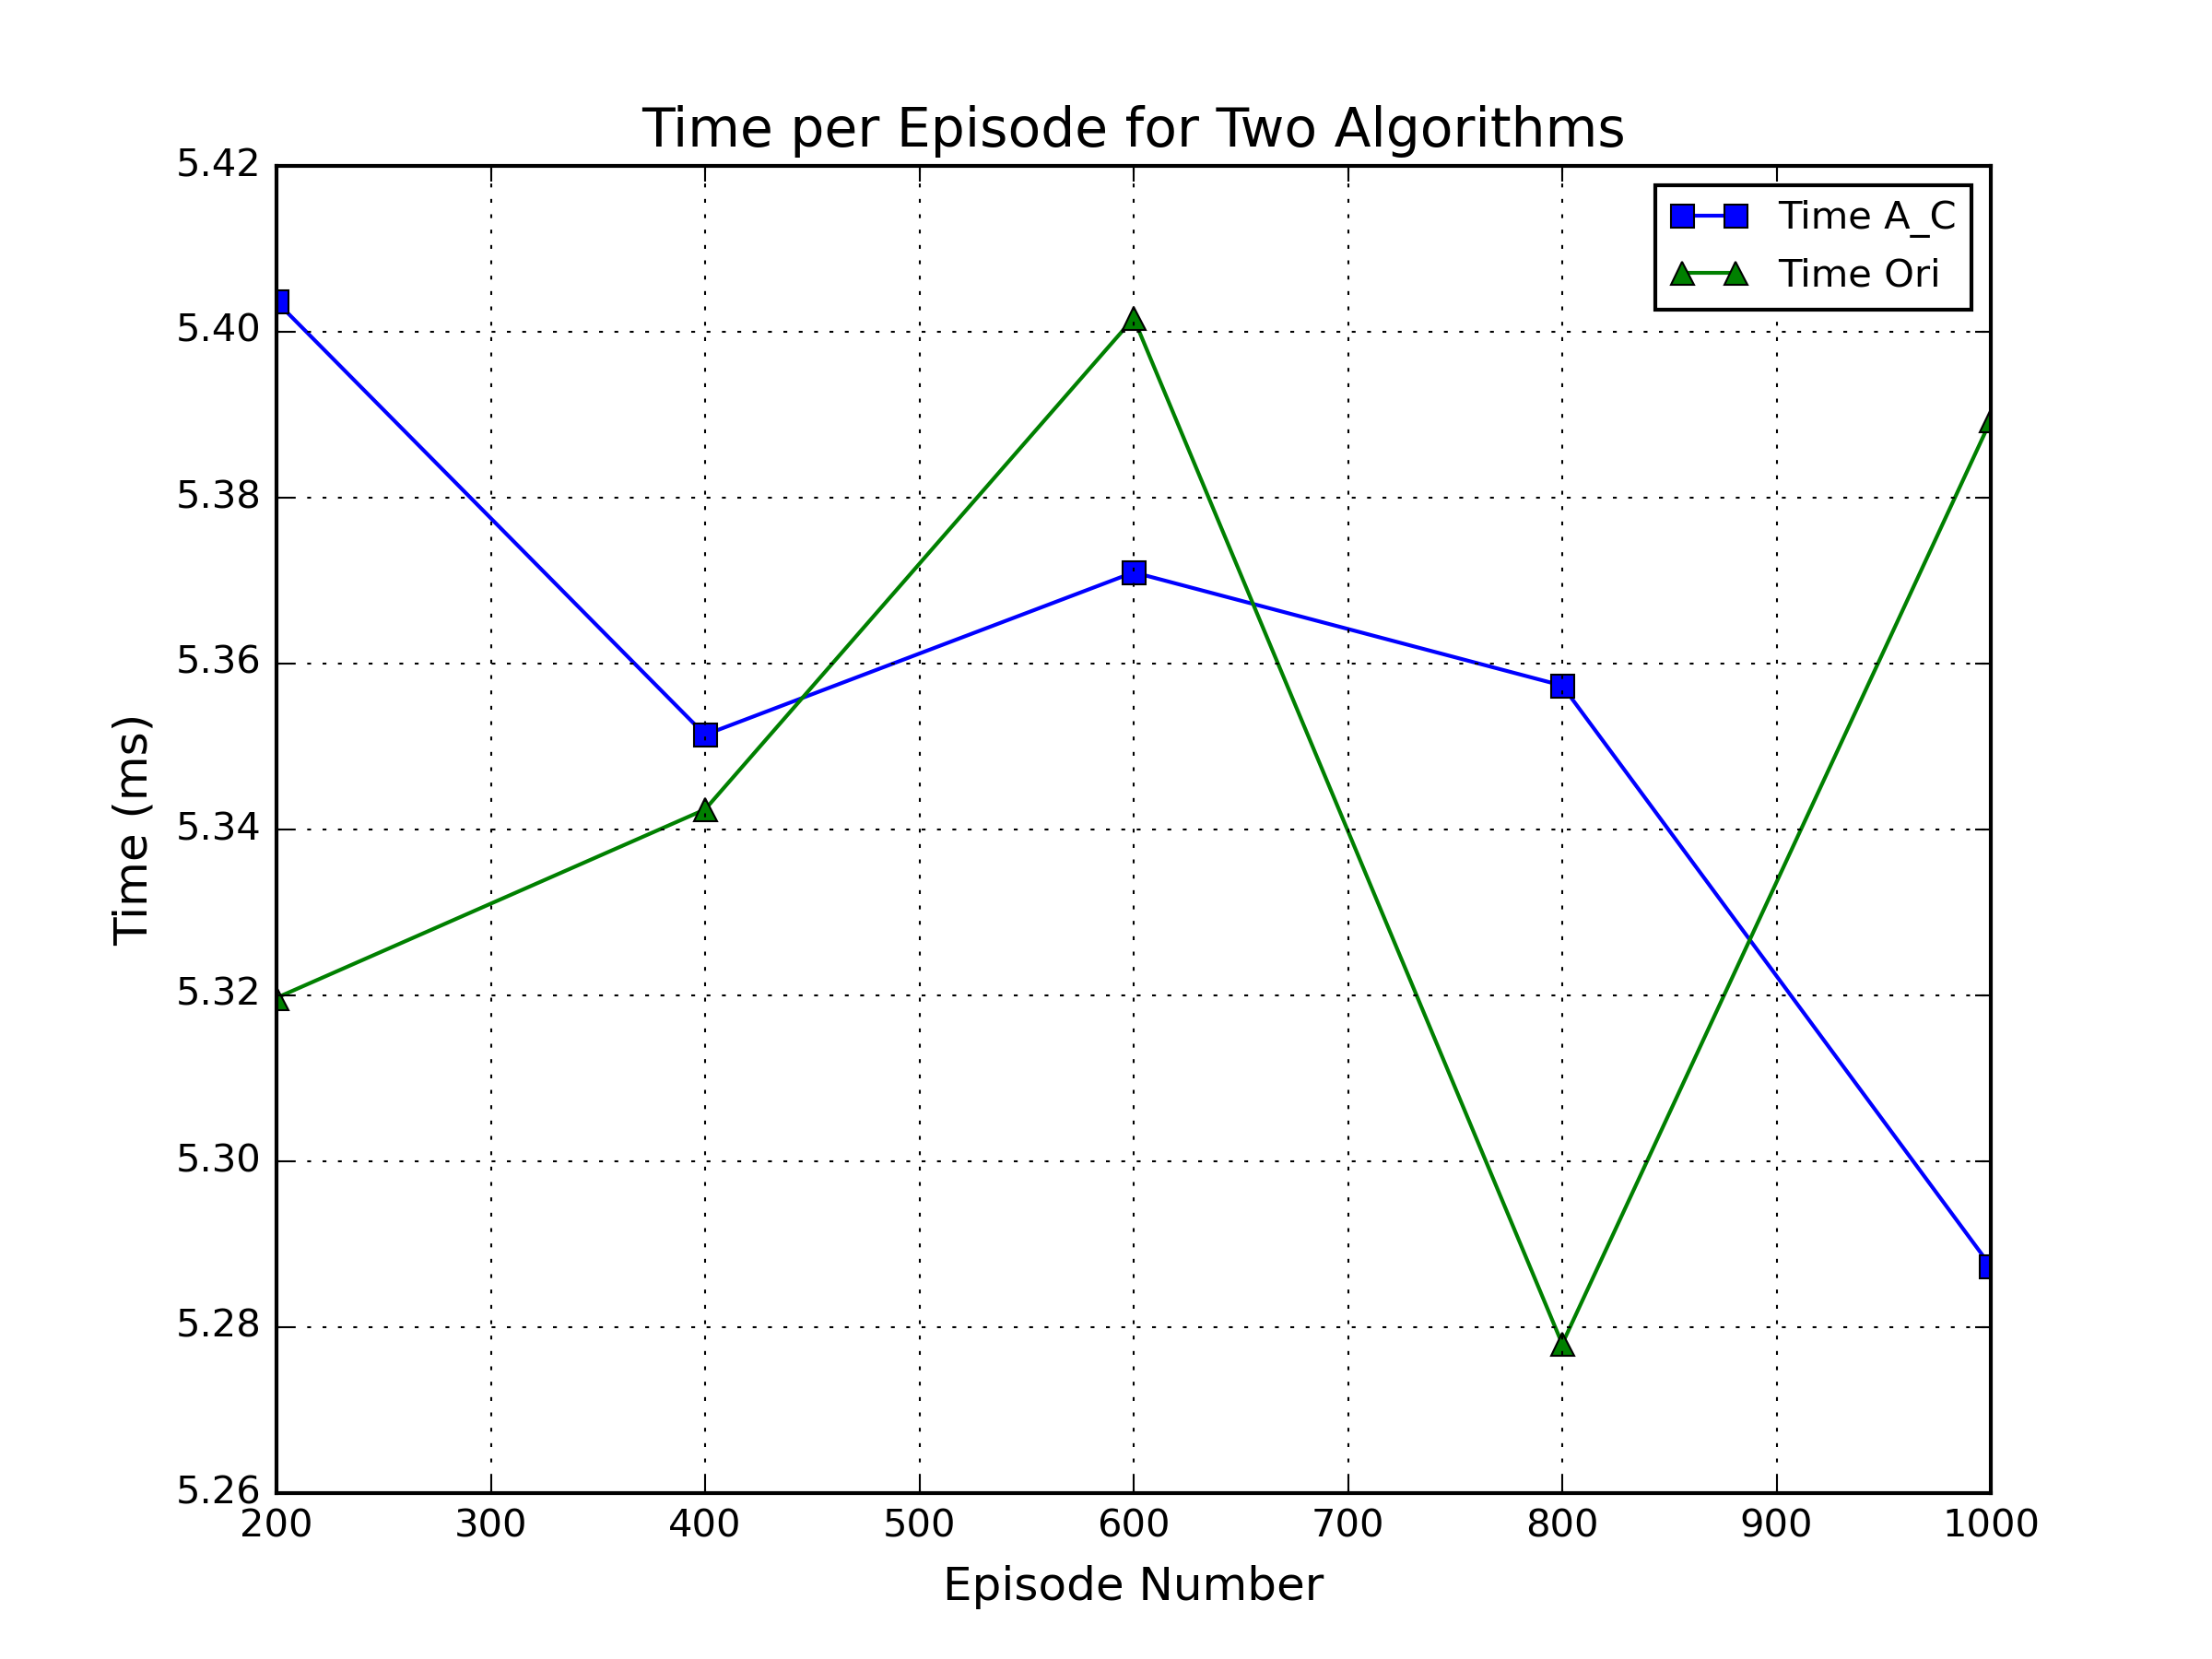 Time per Episode for Two Algorithms
Time A_C
Time Ori
5.42
5.40
5.38
5.36
5.34
5.32
5.30
5.28
5.26
Time (ms)
200 300 400 500 600 700 800 900 1000
Episode Number